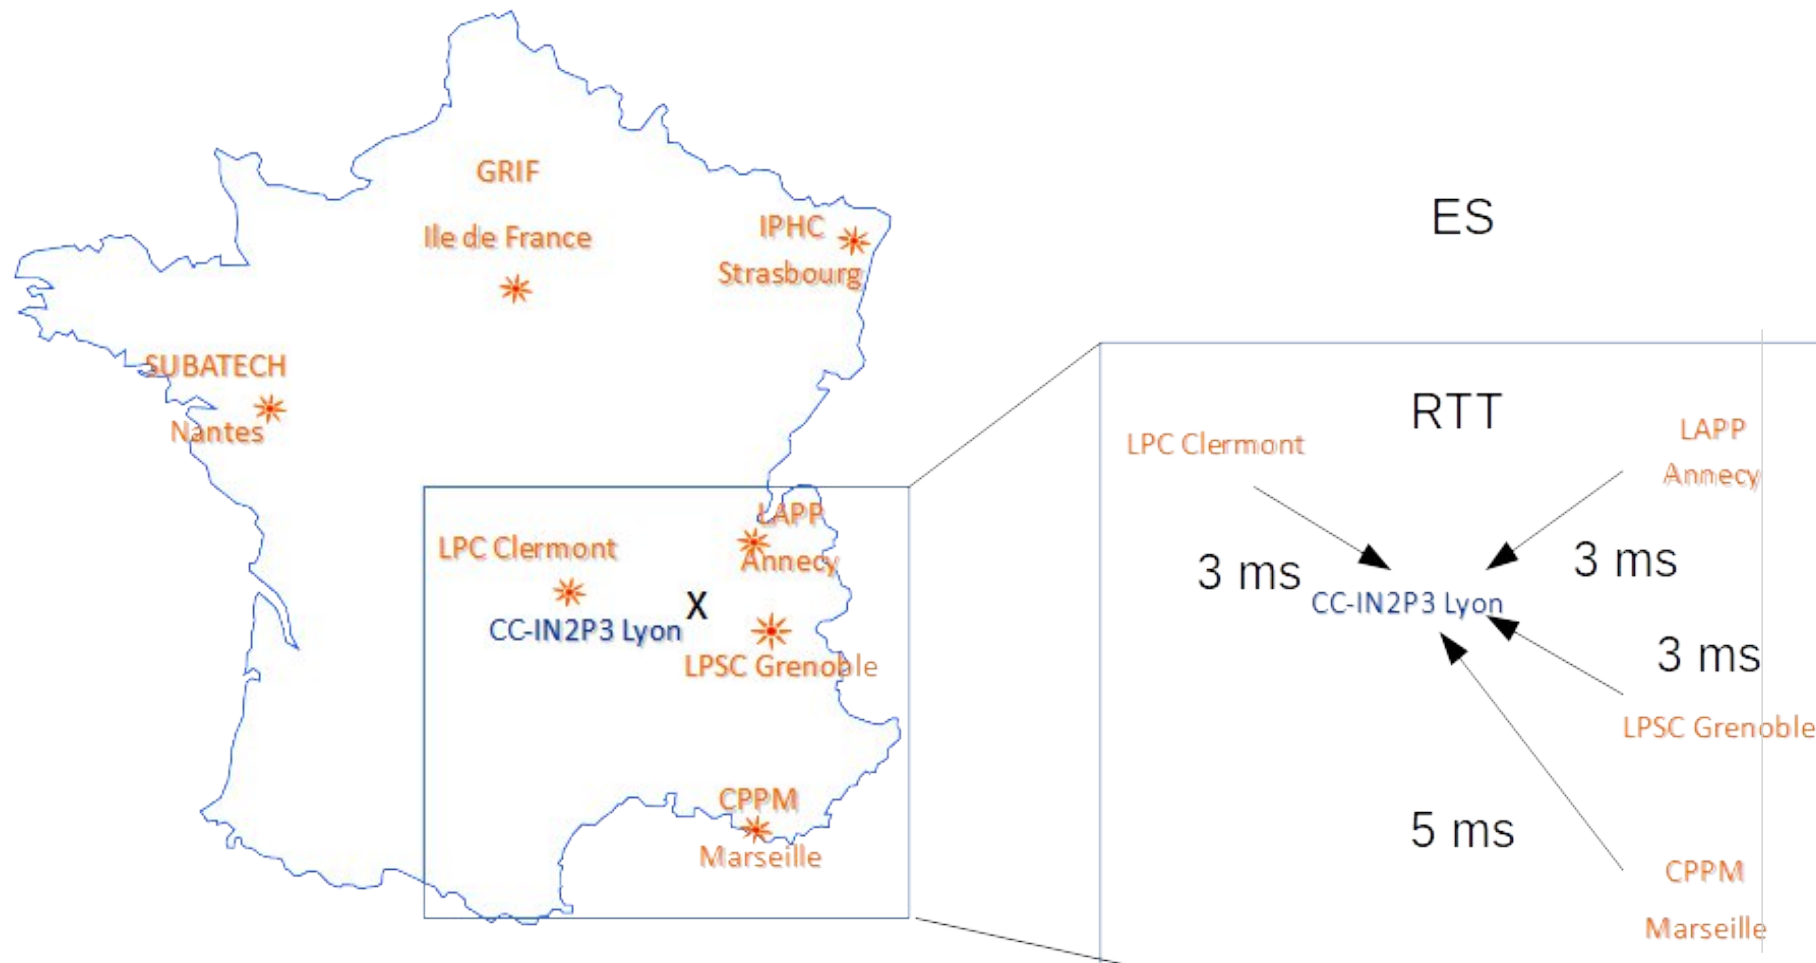 GRIF
Ile de France
IPHC
Strasbourg
SUBATECH
Nantes
LAPP
Annecy
LPC Clermont
X
CC-IN2P3 Lyon
LPSC Grenoble
CPPM
Marseille
ES
RTT
LPC Clermont
LAPP
Annecy
3 ms
3 ms
CC-IN2P3 Lyon
3 ms
LPSC Grenoble
5 ms
CPPM
Marseille